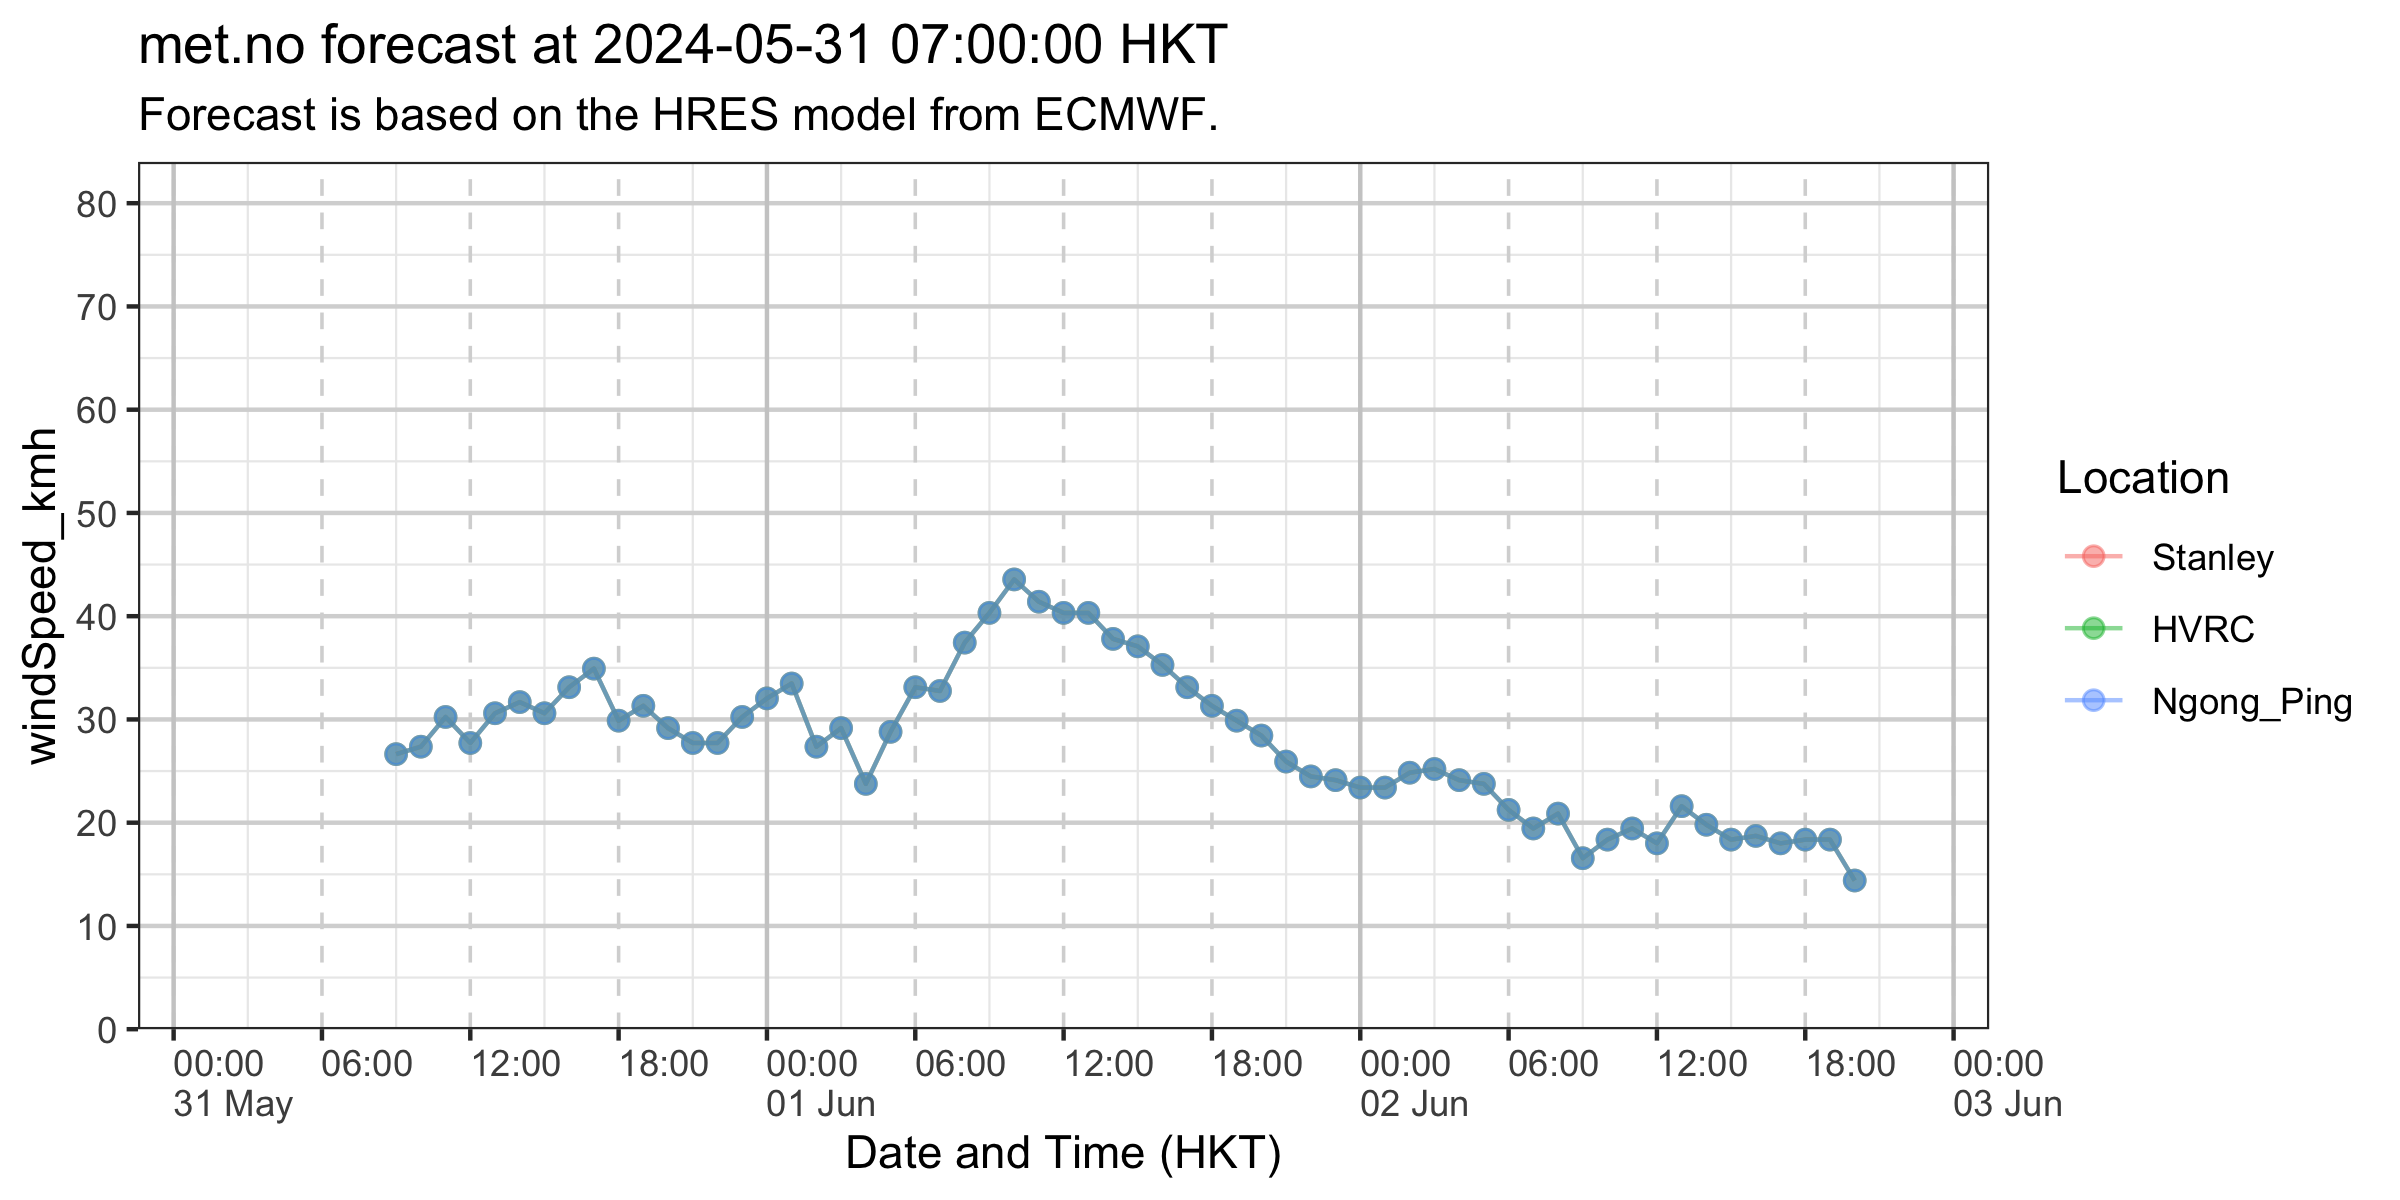 met.no forecast at 2024-05-31 07:00:00 HKT
Forecast is based on the HRES model from ECMWF.
windSpeed_kmh
80
70
60
50
40
30
20
10
0
00:00 06:00 12:00 18:00 00:00 06:00 12:00 18:00 00:00 06:00 12:00 18:00 00:00
31 May 01 Jun 02 Jun 03 Jun
Date and Time (HKT)
Location
Stanley
HVRC
Ngong_Ping